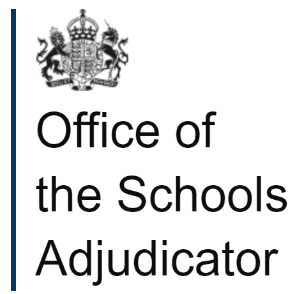 Office of
the Schools
Adjudicator